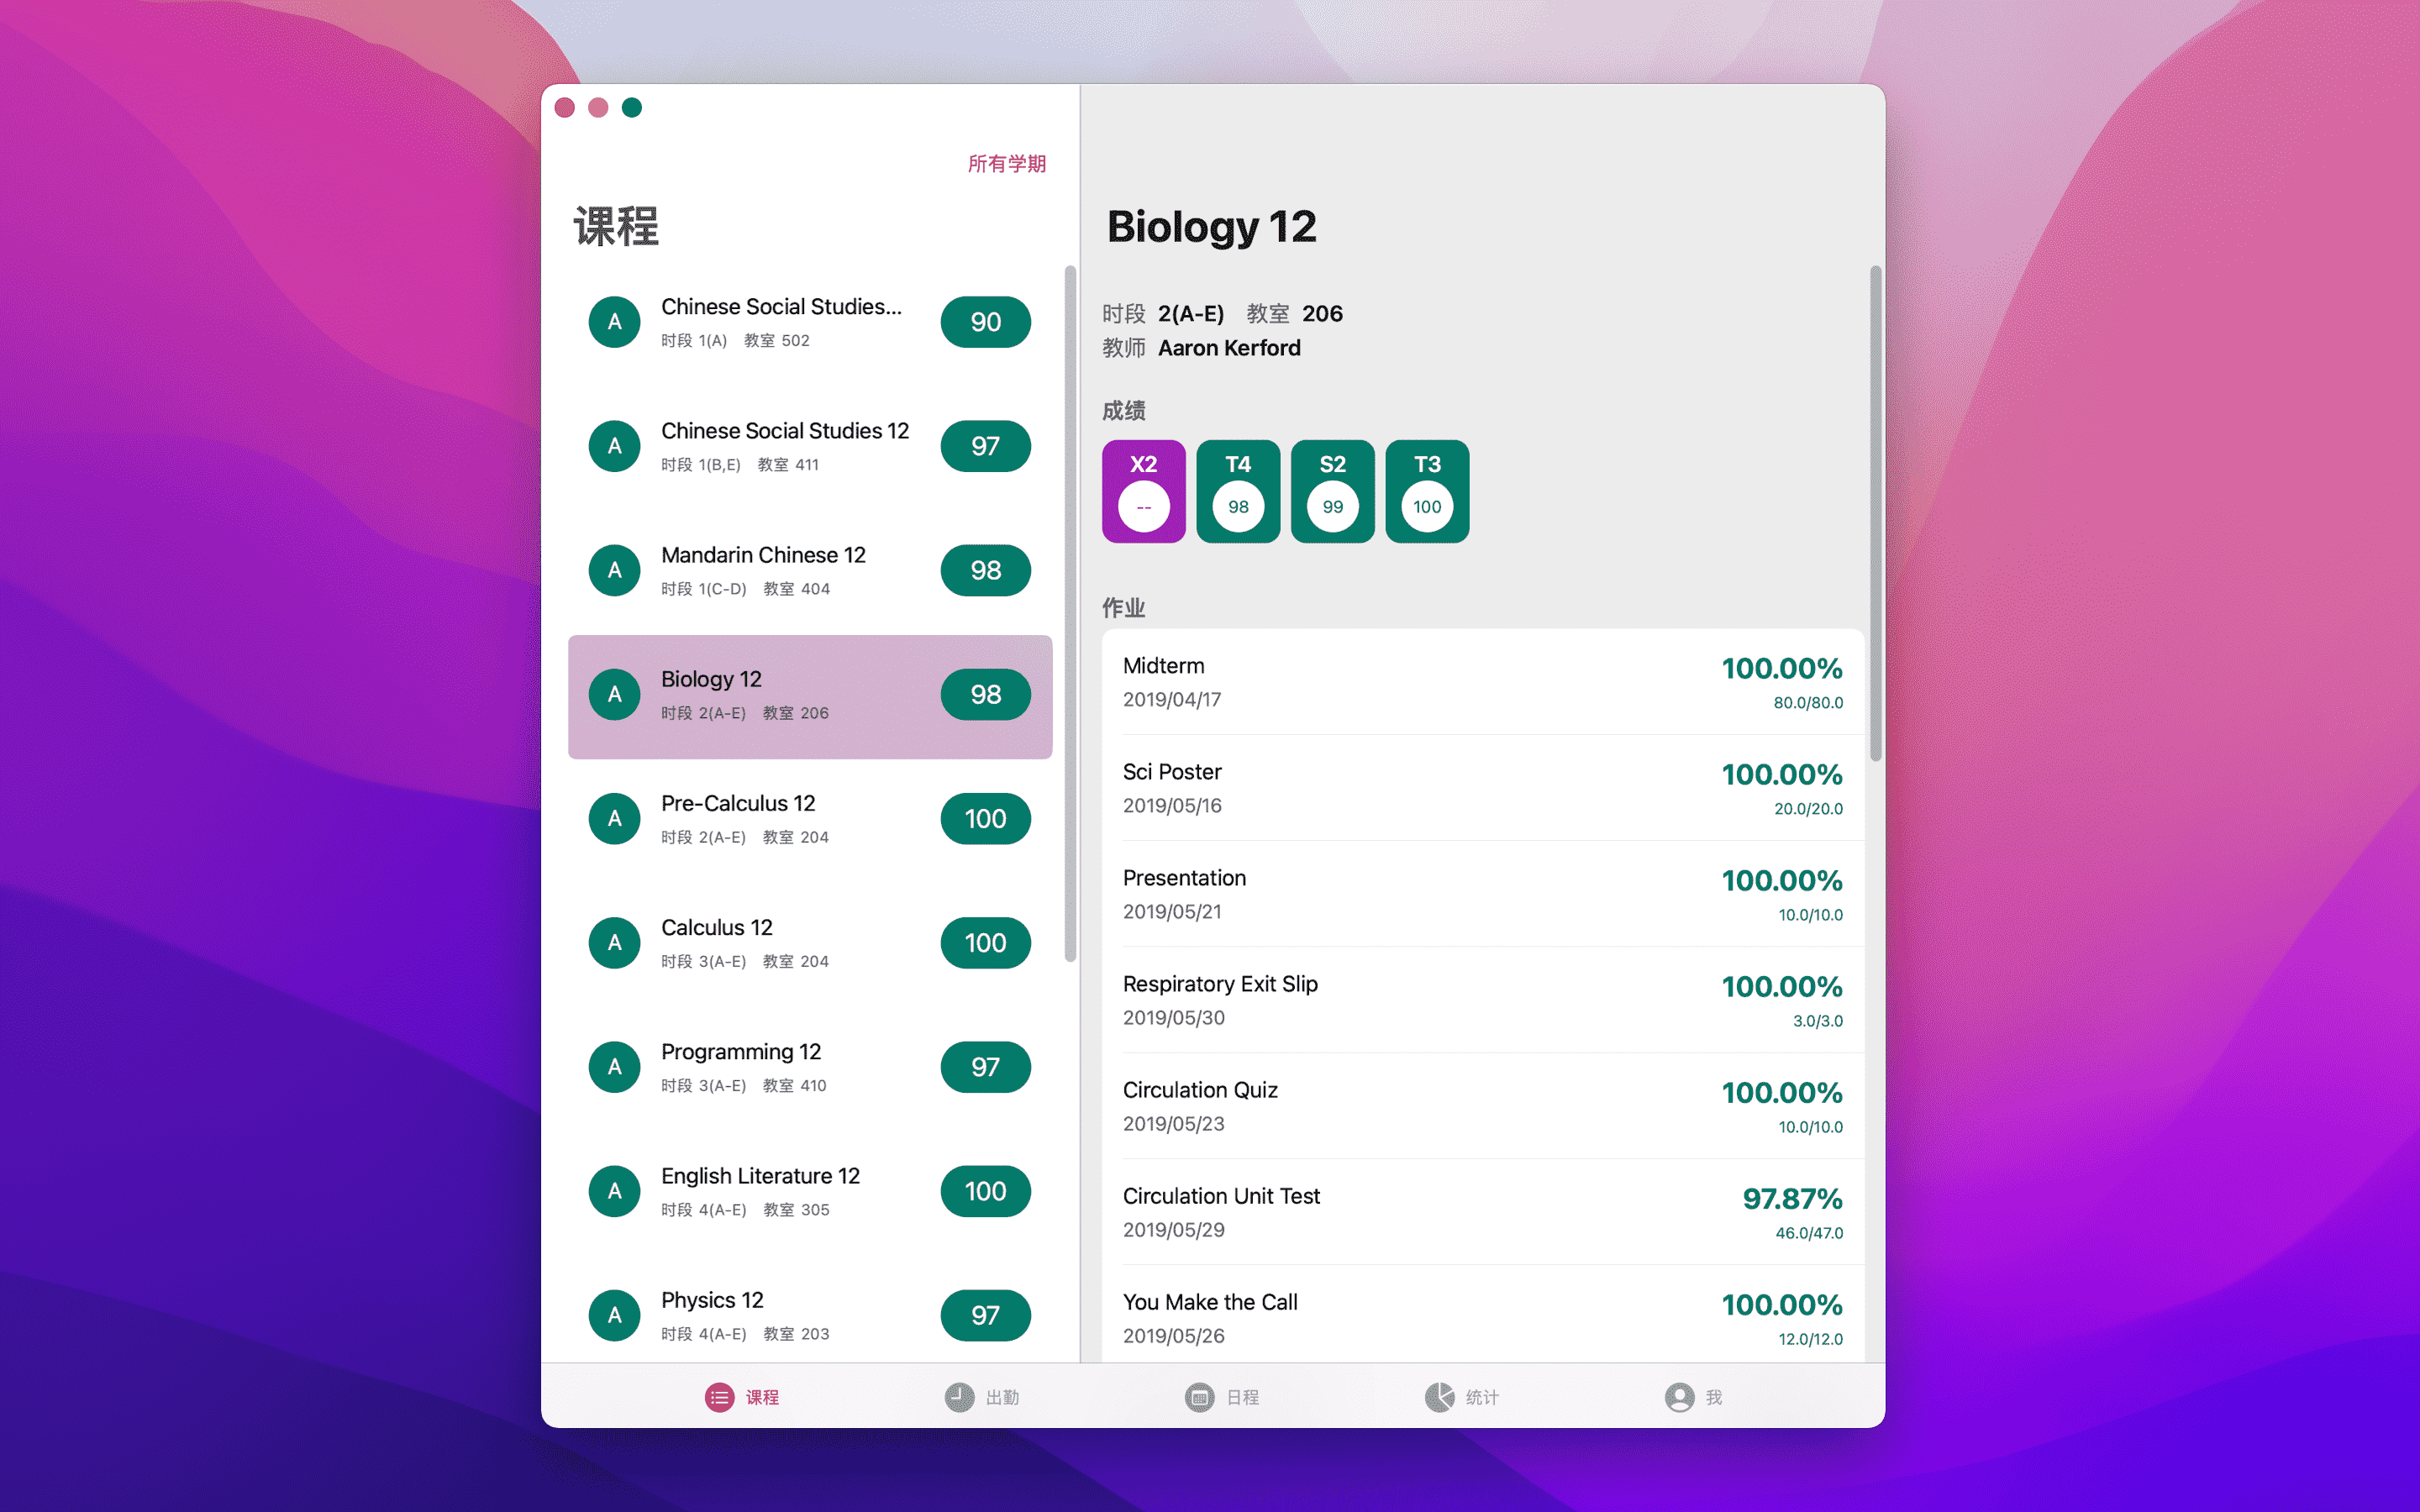 所有学期
课程
A
Chinese Social Studies...
时段 1(A) 教室 502
90
A
Chinese Social Studies 12
时段 1(B,E) 教室 411
97
A
Mandarin Chinese 12
时段 1(C-D) 教室 404
98
A
Biology 12
时段 2(A-E) 教室 206
98
A
Pre-Calculus 12
时段 2(A-E) 教室 204
100
A
Calculus 12
时段 3(A-E) 教室 204
100
A
Programming 12
时段 3(A-E) 教室 410
97
A
English Literature 12
时段 4(A-E) 教室 305
100
A
Physics 12
时段 4(A-E) 教室 203
97
Biology 12
时段 2(A-E) 教室 206
教师 Aaron Kerford
成绩
X2 T4 S2 T3
-- 98 99 100
作业
Midterm
2019/04/17
100.00%
80.0/80.0
Sci Poster
2019/05/16
100.00%
20.0/20.0
Presentation
2019/05/21
100.00%
10.0/10.0
Respiratory Exit Slip
2019/05/30
100.00%
3.0/3.0
Circulation Quiz
2019/05/23
100.00%
10.0/10.0
Circulation Unit Test
2019/05/29
97.87%
46.0/47.0
You Make the Call
2019/05/26
100.00%
12.0/12.0
课程 出勤 日程 统计 我